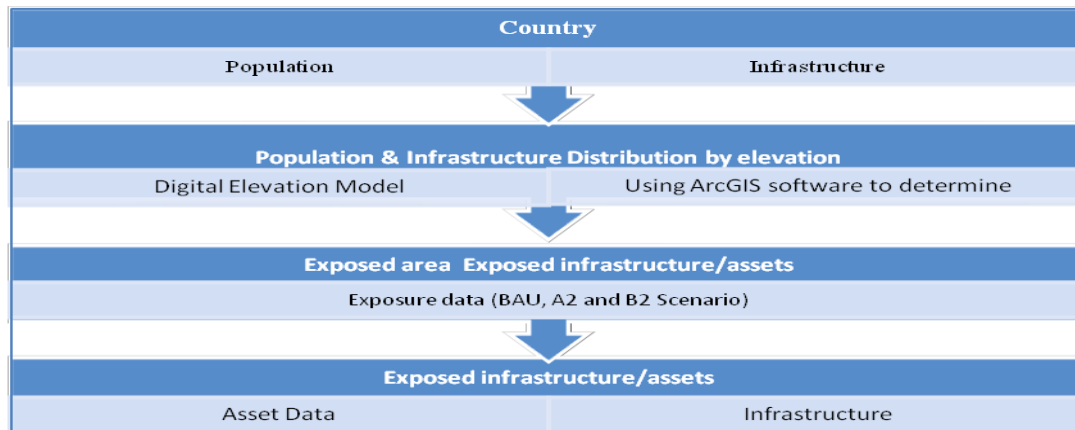 Country
Population Infrastructure
Population & Infrastructure Distribution by elevation
Digital Elevation Model Using ArcGIS software to determine
Exposed area Exposed infrastructure/assets
Exposure data (BAU, A2 and B2 Scenario)
Exposed infrastructure/assets
Asset Data Infrastructure